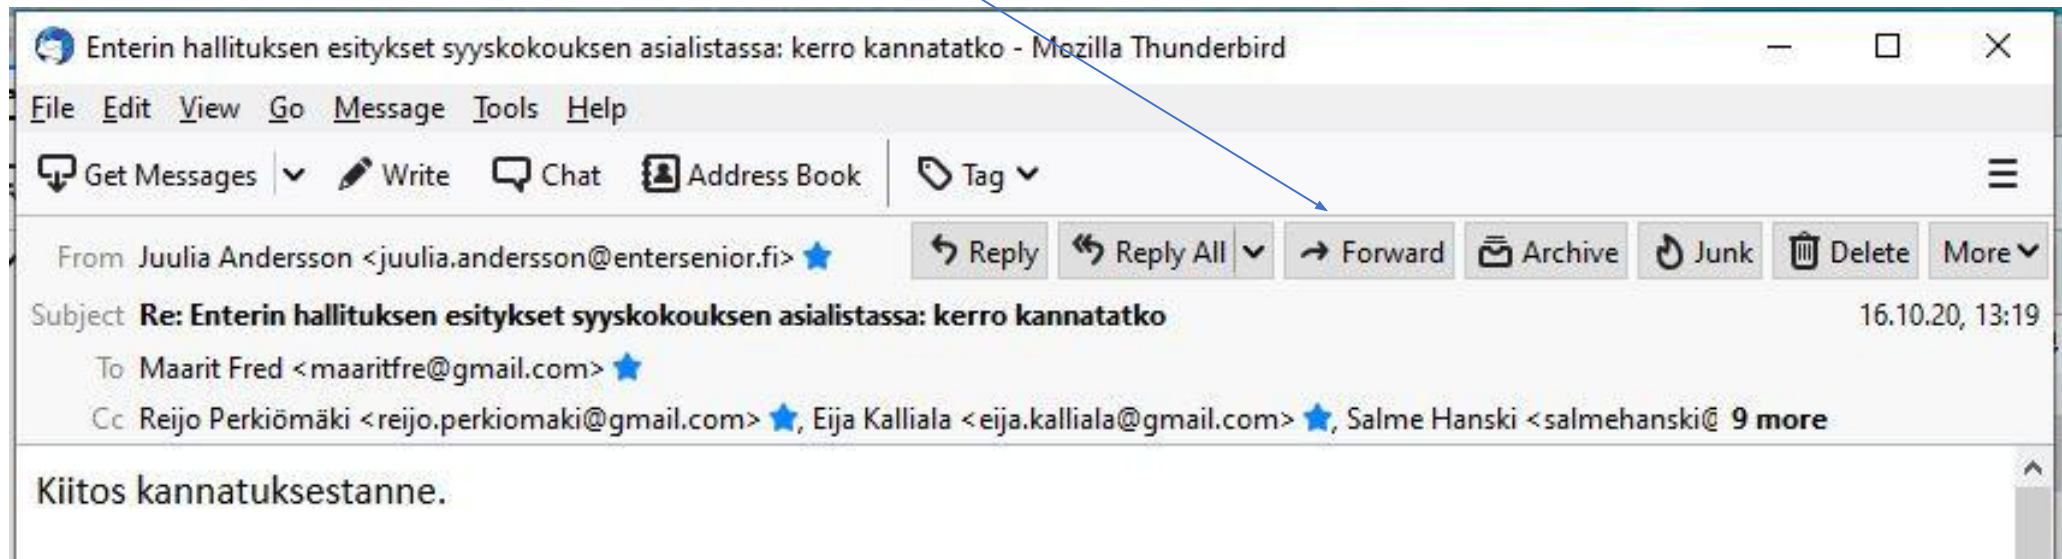 Enterin hallituksen esitykset syyskokouksen asialistassa: kerro kannatatko - Mozilla Thunderbird
File Edit View Go Message Tools Help
Get Messages Write Chat Address Book Tag
From Juulia Andersson <juulia.andersson@entersenior.fi> Reply Reply All Forward Archive Junk Delete More
Subject Re: Enterin hallituksen esitykset syyskokouksen asialistassa: kerro kannatatko 16.10.20, 13:19
To Maarit Fred <maaritfre@gmail.com>
Cc Reijo Perkiömäki <reijo.perkiomaki@gmail.com>, Eija Kalliala <eija.kalliala@gmail.com>, Salme Hanski <salmehanski@ 9 more
Kiitos kannatuksestanne.